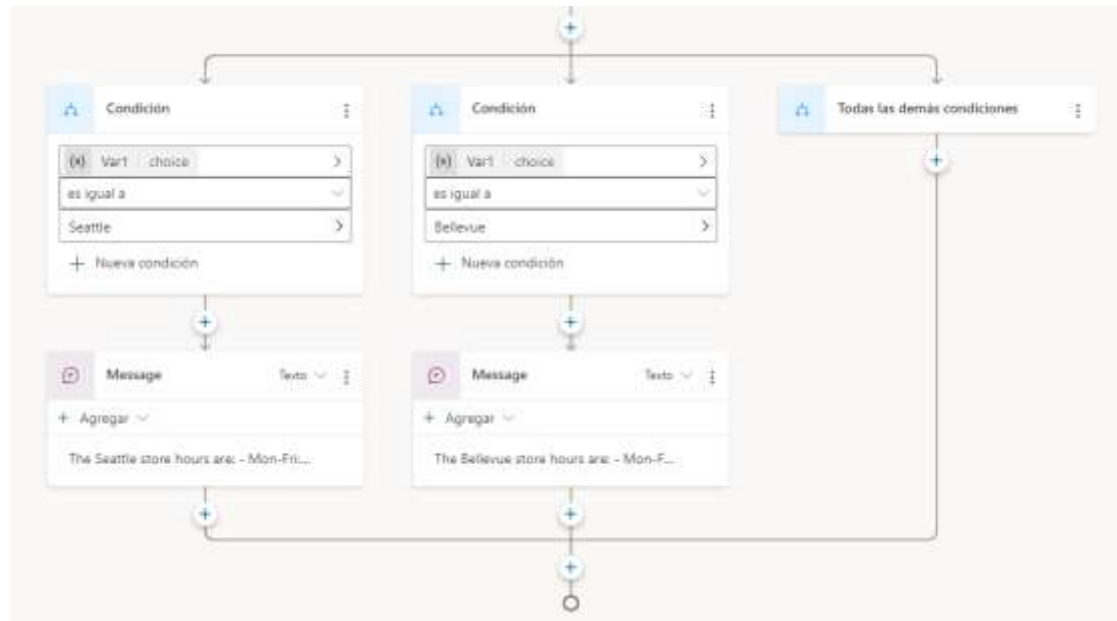 Condición
(x) Var1 choice
es igual a
Seattle
+ Nueva condición
Message Texto
+ Agregar
The Seattle store hours are: - Mon-Fri:...
Condición
(x) Var1 choice
es igual a
Bellevue
+ Nueva condición
Message Texto
+ Agregar
The Bellevue store hours are: - Mon-F...
Todas las demás condiciones